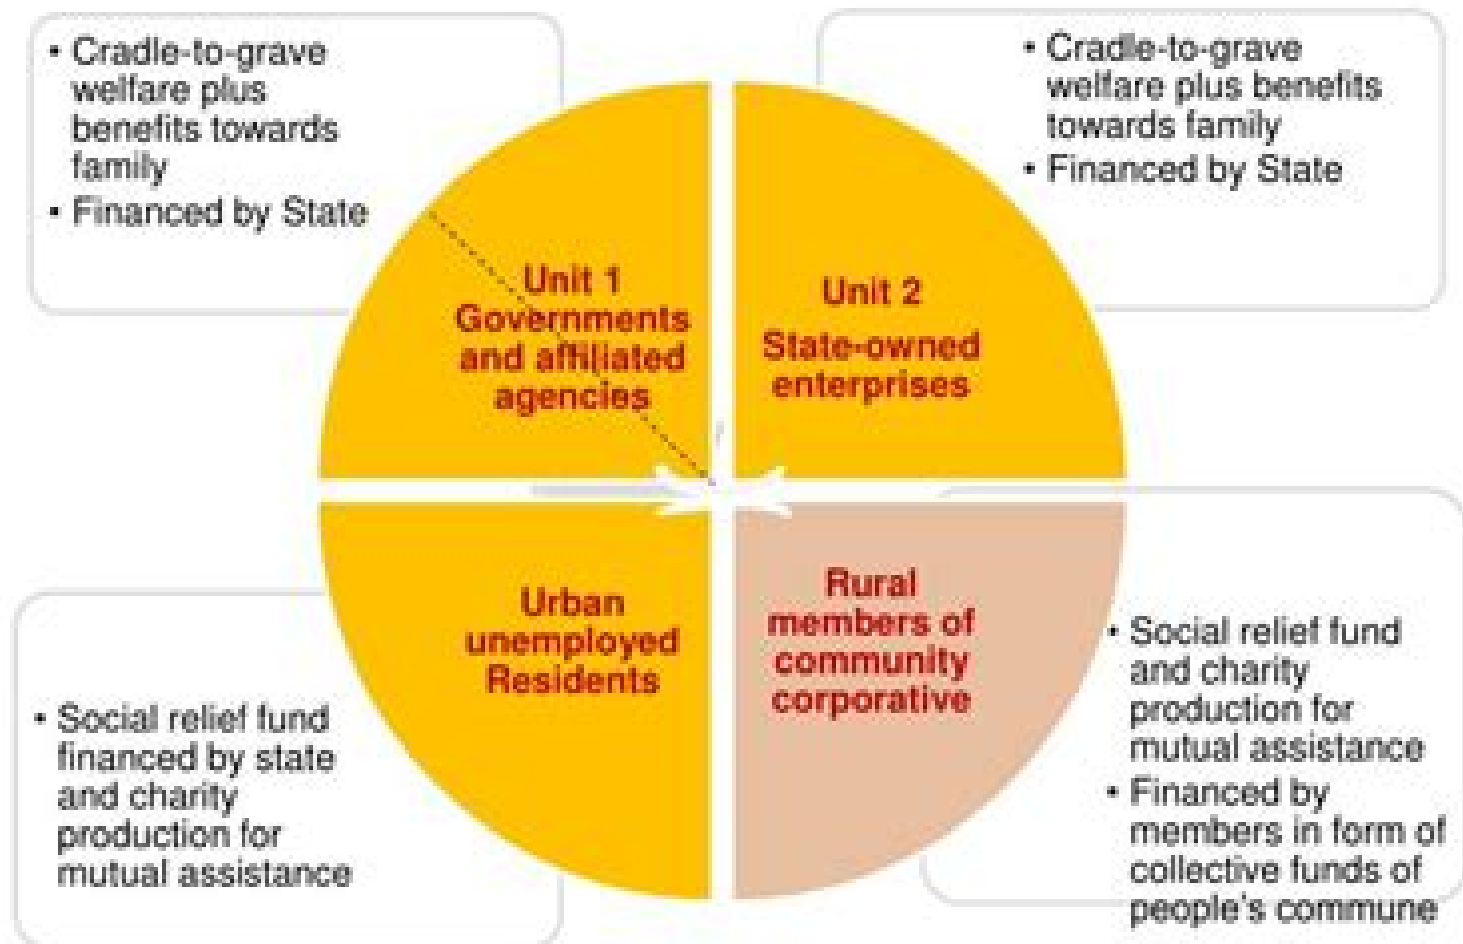 • Cradle-to-grave
welfare plus
benefits towards
family
• Financed by State
• Cradle-to-grave
welfare plus benefits
towards family
• Financed by State
Unit 1
Governments
and affiliated
agencies
Unit 2
State-owned
enterprises
Urban
unemployed
Residents
Rural
members of
community
corporative
• Social relief fund
financed by state
and charity
production for
mutual assistance
• Social relief fund
and charity
production for
mutual assistance
• Financed by
members in form of
collective funds of
people's commune